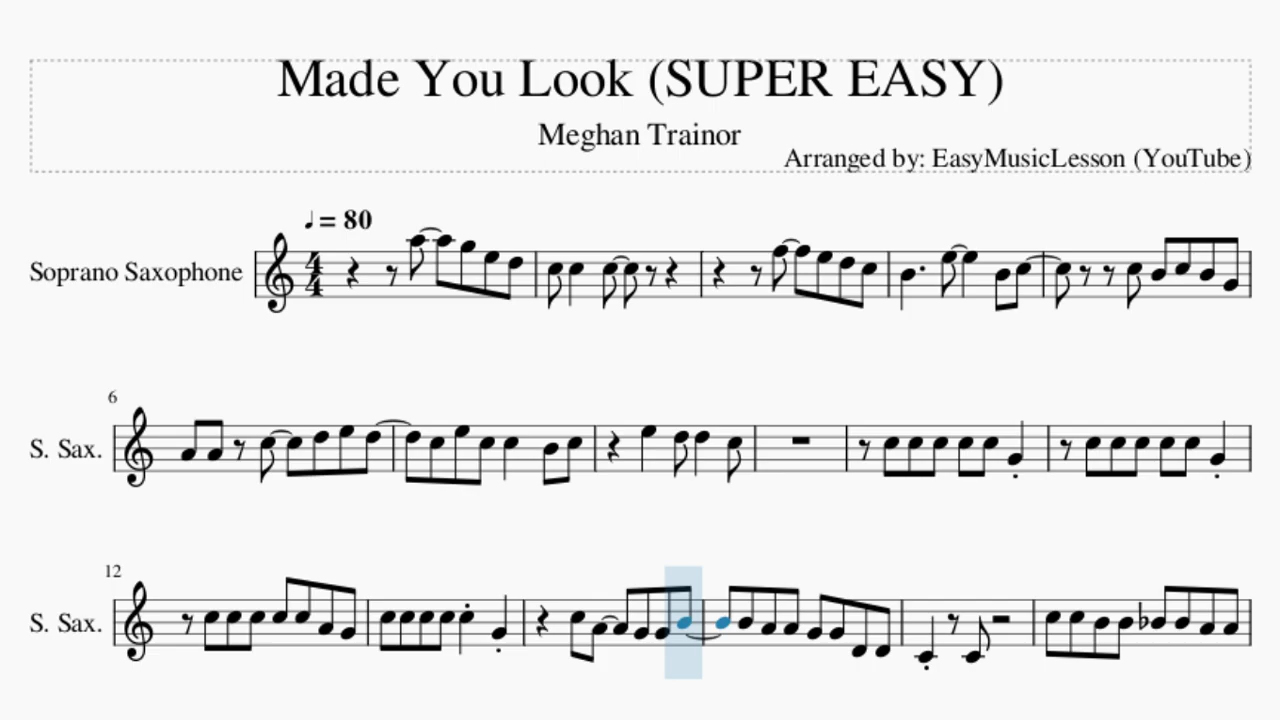 Made You Look (SUPER EASY)
Meghan Trainor
Arranged by: EasyMusicLesson (YouTube)
♩ = 80
Soprano Saxophone
4
4
6
S. Sax.
12
S. Sax.